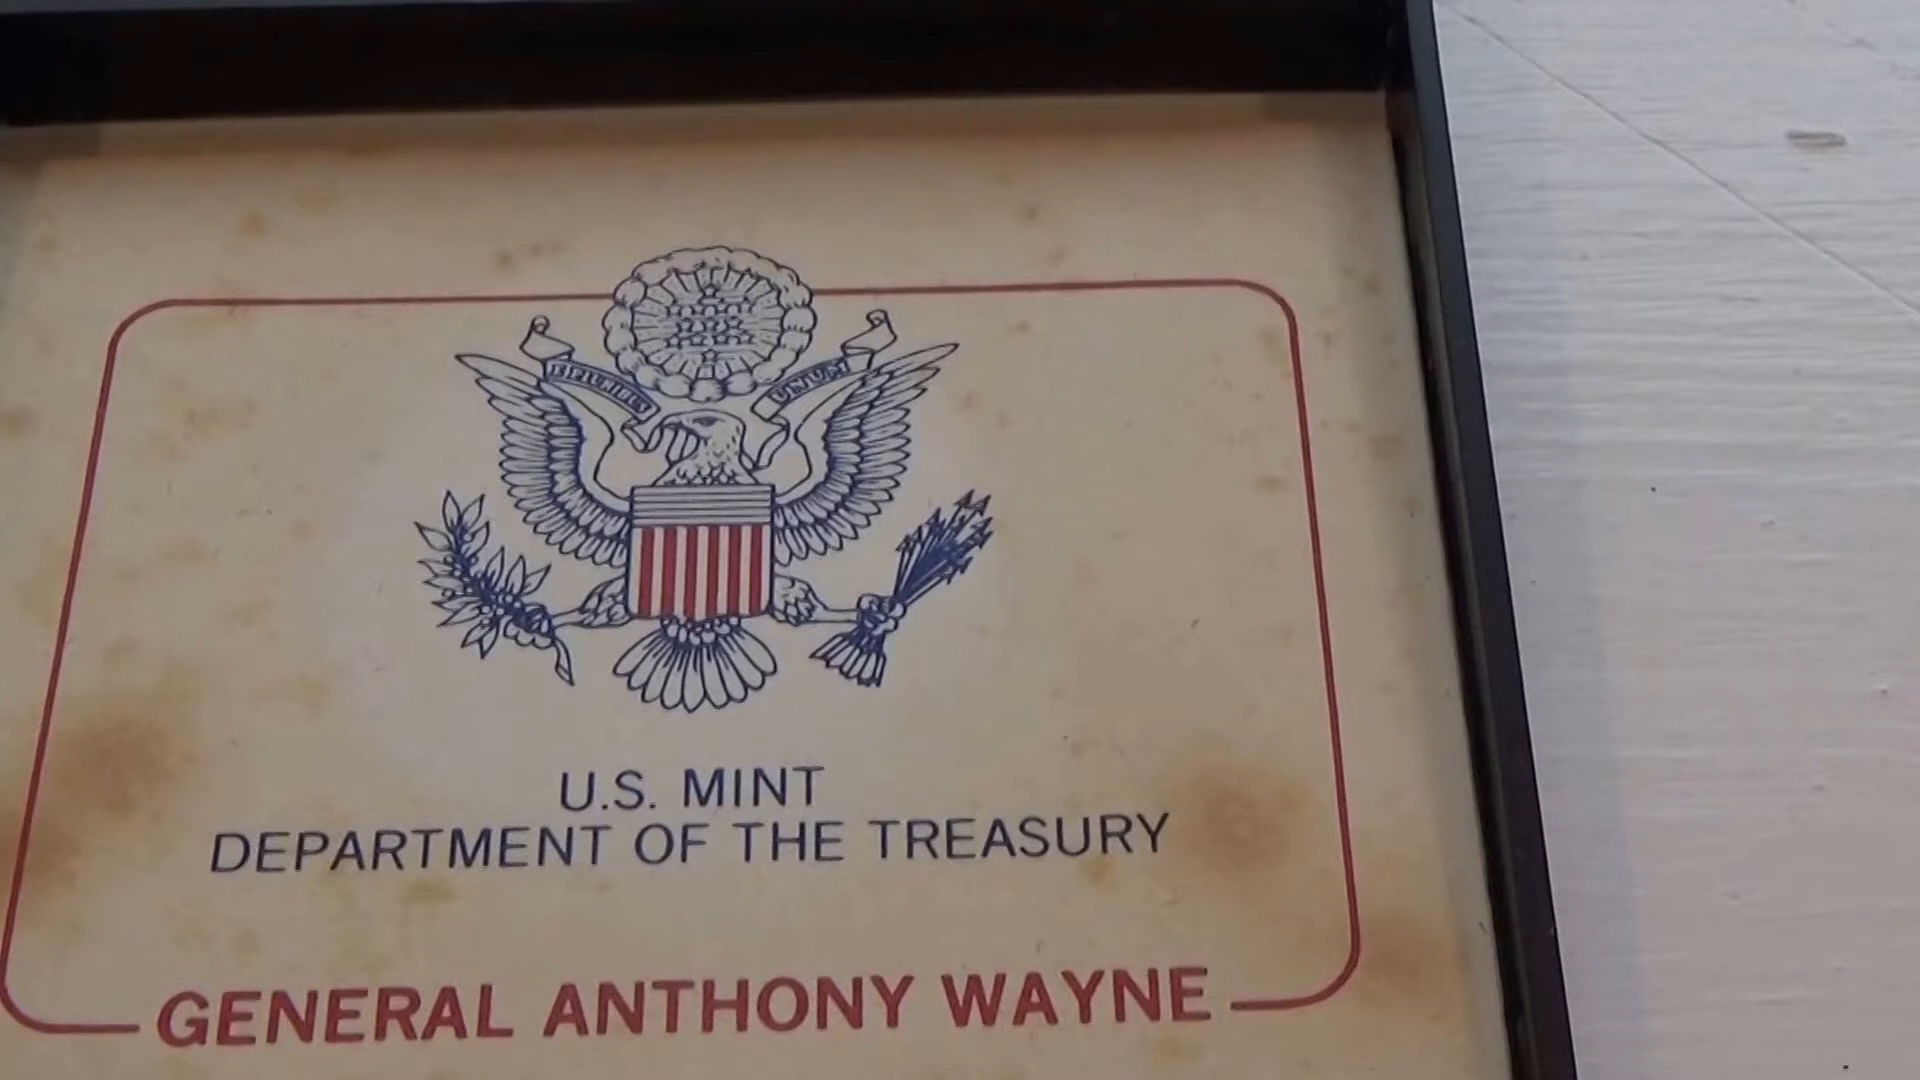 U.S. MINT
DEPARTMENT OF THE TREASURY
GENERAL ANTHONY WAYNE